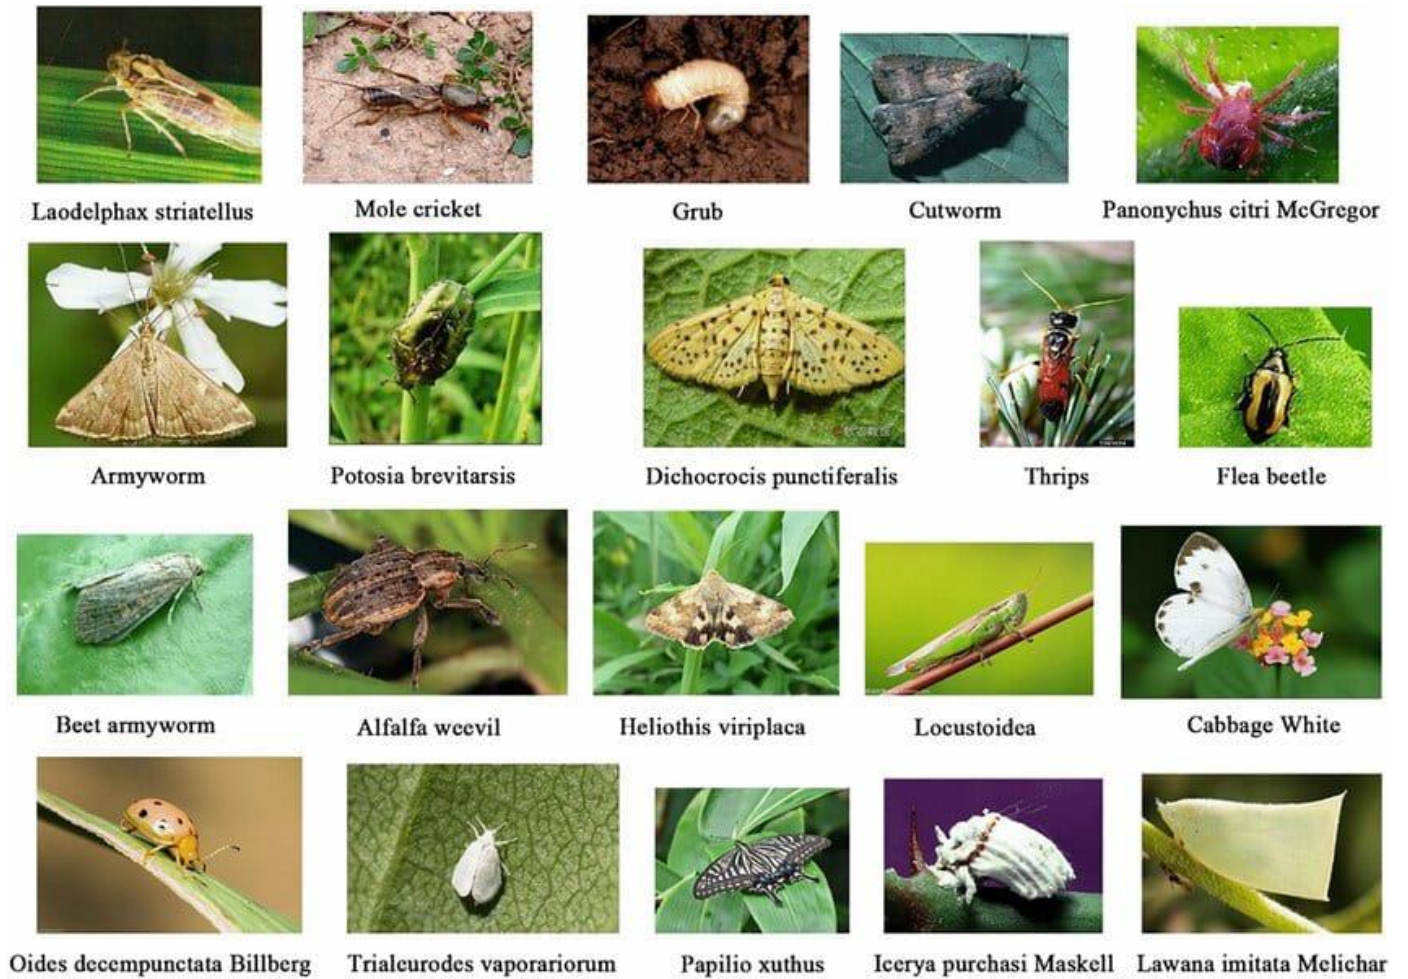 Laodelphax striatellus
Mole cricket
Grub
Cutworm
Panonychus citri McGregor
Armyworm
Potosia brevitarsis
Dichocrocis punctiferalis
Thrips
Flea beetle
Beet armyworm
Alfalfa weevil
Heliothis viriplaca
Locustoidea
Cabbage White
Oides decempunctata Billberg
Trialeurodes vaporariorum
Papilio xuthus
Icerya purchasi Maskell
Lawana imitata Melichar